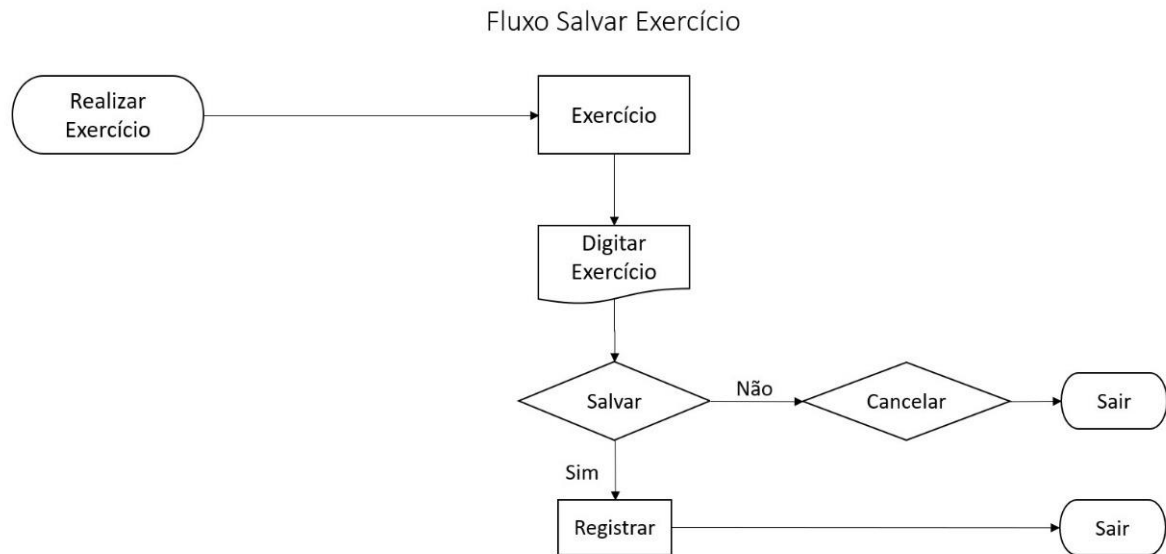 Fluxo Salvar Exercício
Realizar
Exercício
Exercício
Digitar
Exercício
Salvar
Não
Cancelar
Sair
Sim
Registrar
Sair